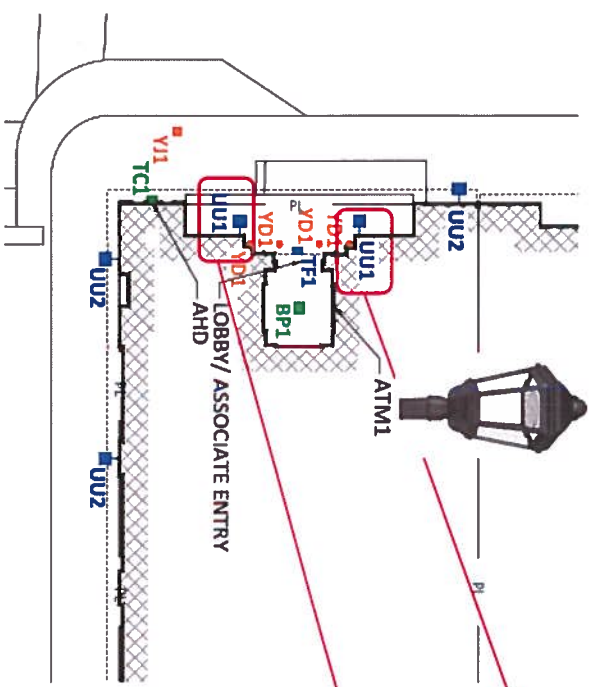 YJ1
TC1
UU1
PL
YD1
YD1
YD1
UU1
UU2
YD1
TF1
UU2
BP1
AHD
LOBBY/ ASSOCIATE ENTRY
ATM1
PL
UU2
PL
PL